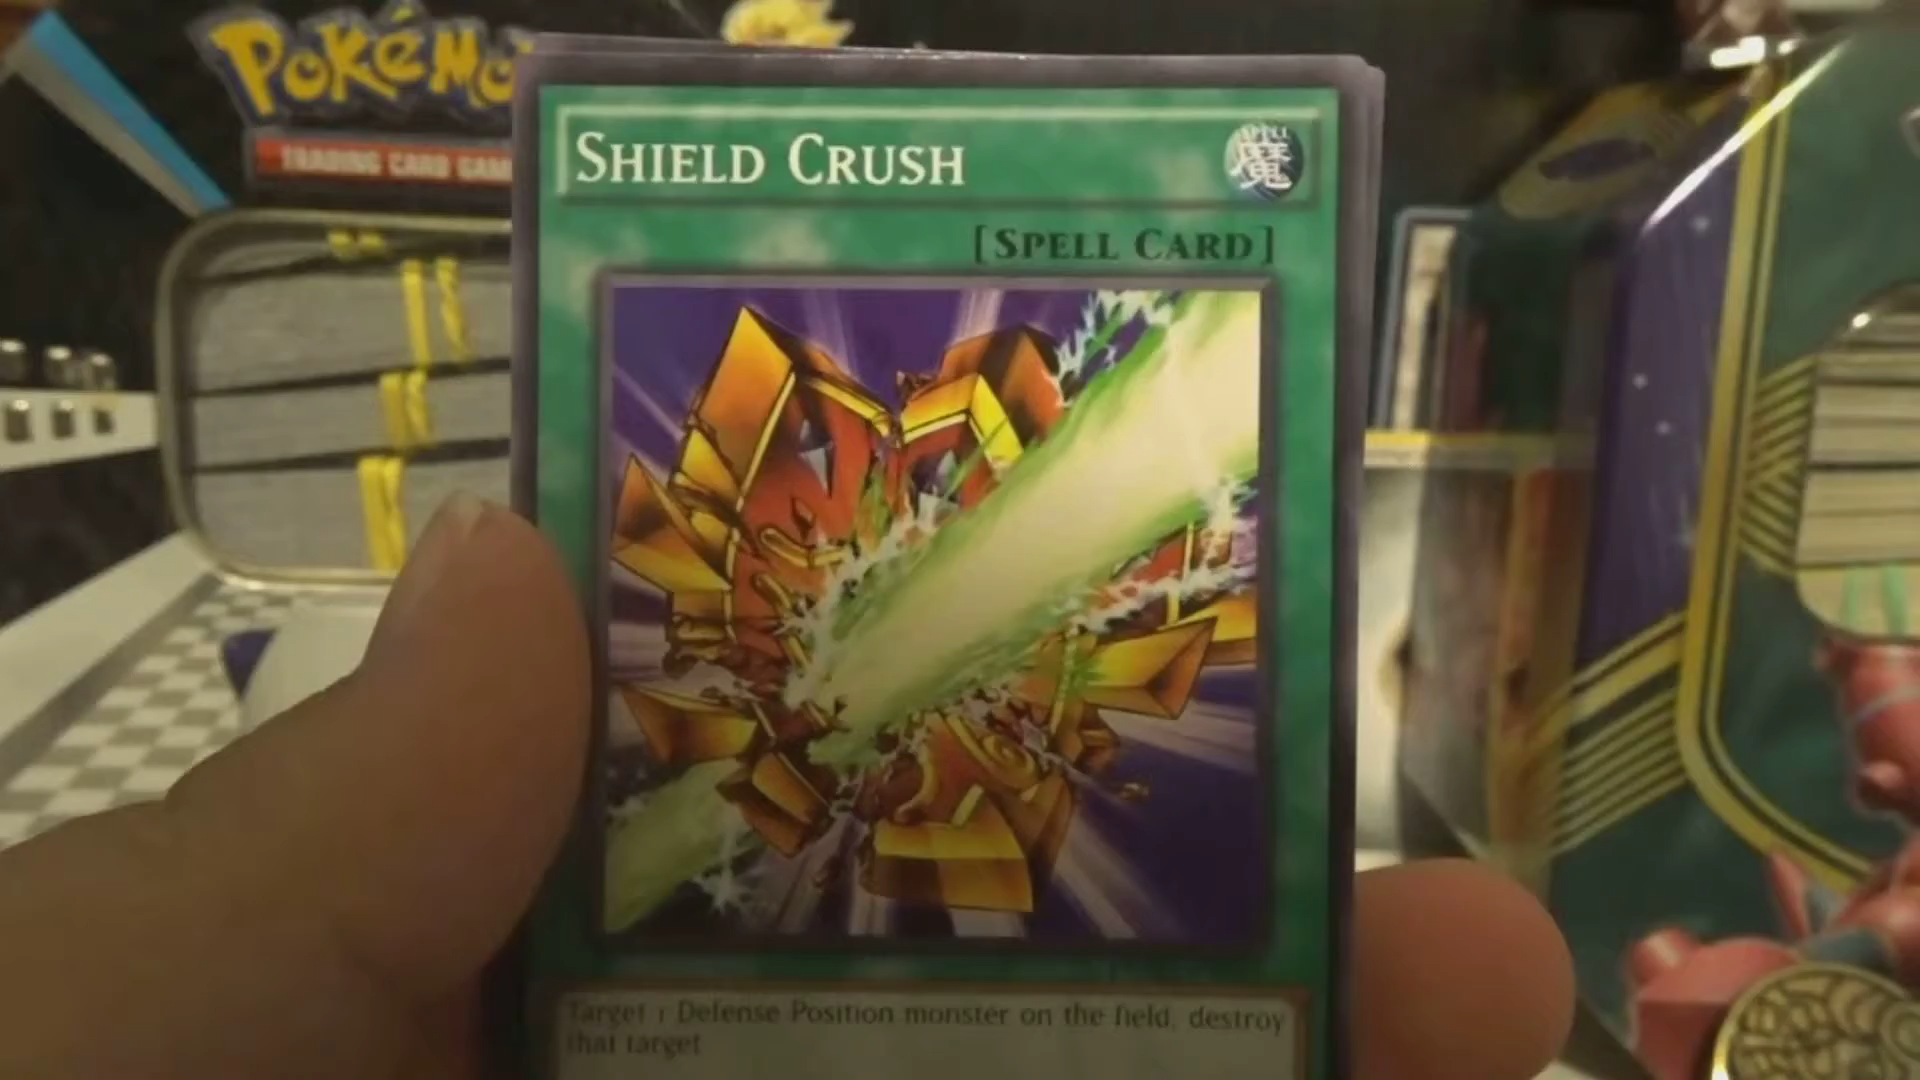 POKÉMO
TRADING CARD GAM
SHIELD CRUSH
魔
[SPELL CARD]
Target 1 Defense Position monster on the field, destroy
that target